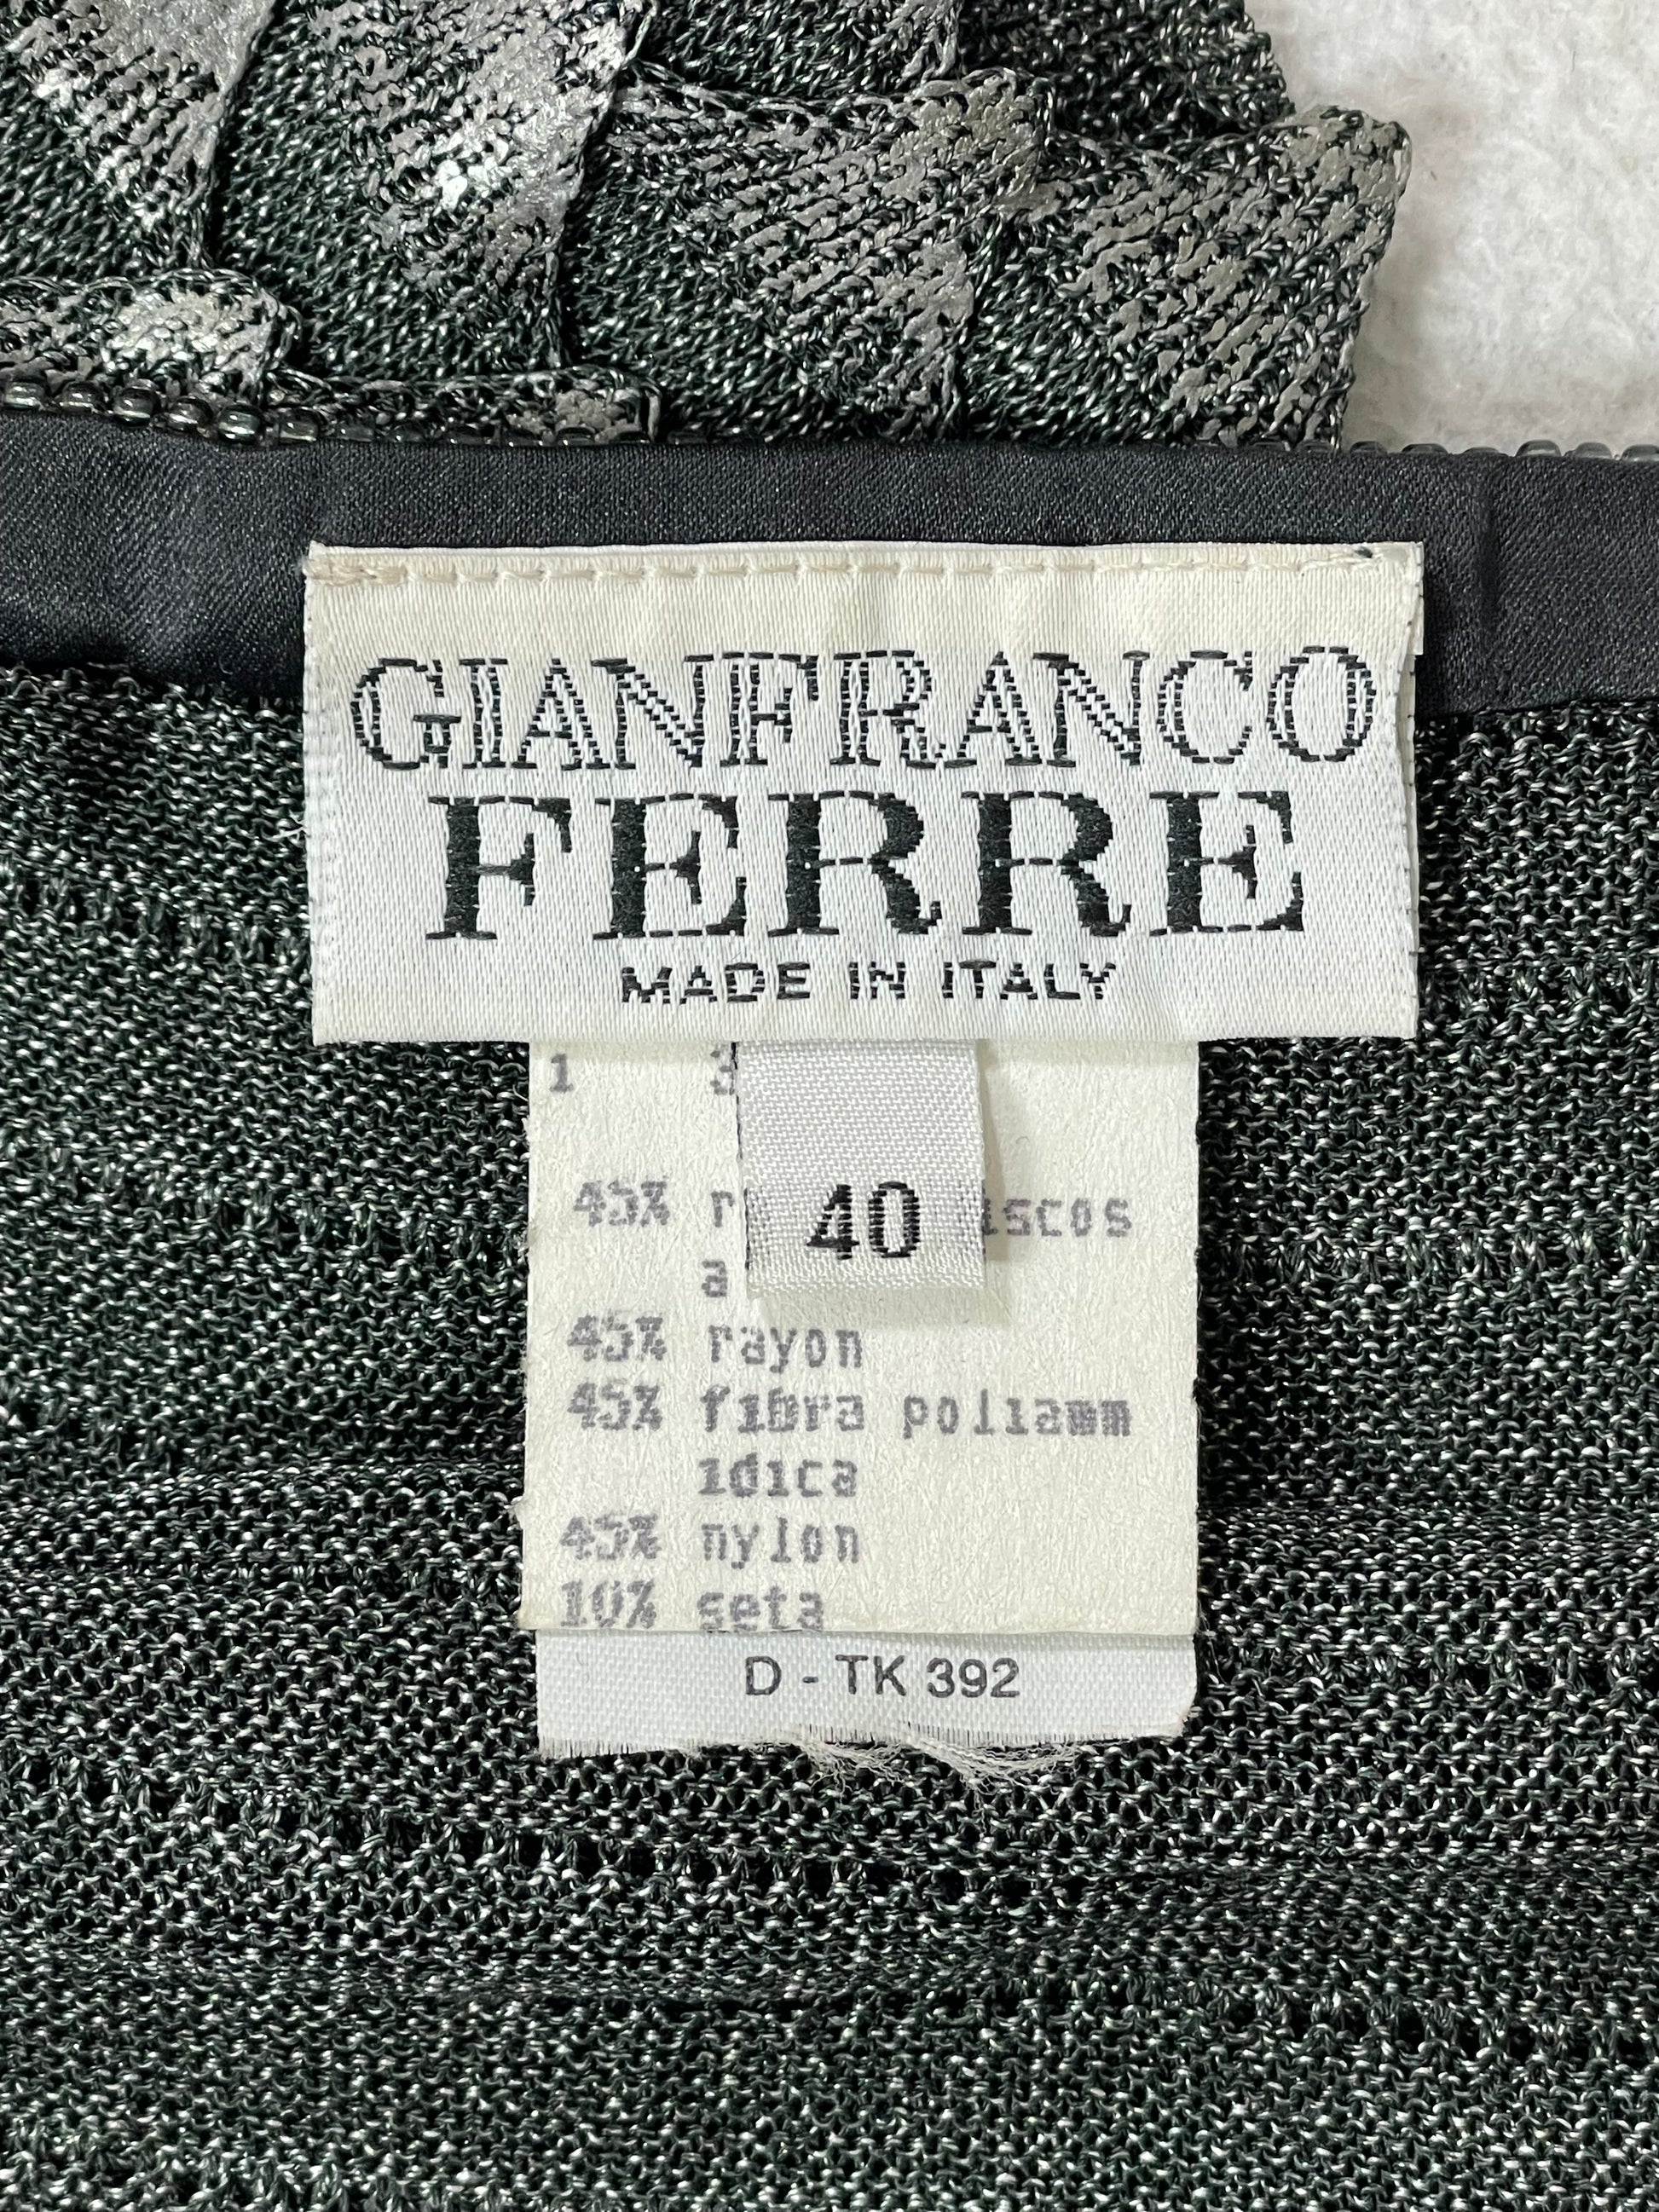 GIANFRANCO
FERRE
MADE IN ITALY
1
40
45%
45% rayon
45% fibra poliamm
idica
45% nylon
10% seta
D - TK 392